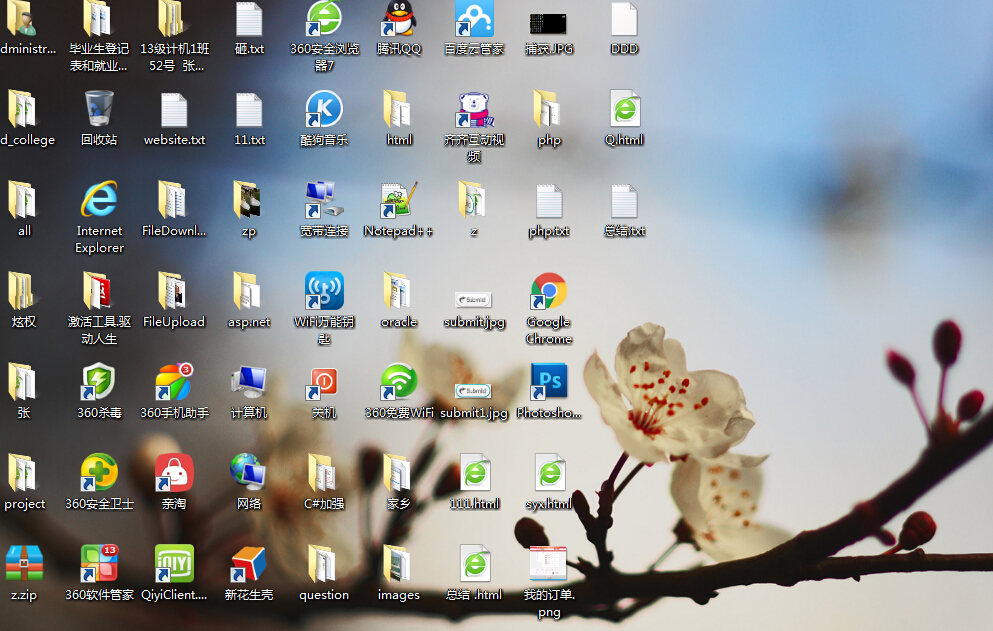 dministr...
毕业生登记
表和就业...
13级计机1班
52号 张...
砸.txt
360安全浏览
器7
腾讯QQ
百度云管家
捕获.JPG
DDD
d_college
回收站
website.txt
11.txt
酷狗音乐
html
齐齐互动视
频
php
Q.html
all
Internet
Explorer
FileDownl...
zp
宽带连接
Notepad++
z
php.txt
总结.txt
炫权
激活工具.驱
动人生
FileUpload
asp.net
WiFi万能钥
匙
oracle
Submit
submit.jpg
Google
Chrome
张
360杀毒
3
360手机助手
计算机
关机
360免费WiFi
Submit
submit1.jpg
Ps
Photosho...
project
360安全卫士
亲淘
网络
C#加强
家乡
111.html
syx.html
z.zip
13
360软件管家
iQIYI
QiyiClient....
新花生壳
question
images
总结 .html
我的订单.
png